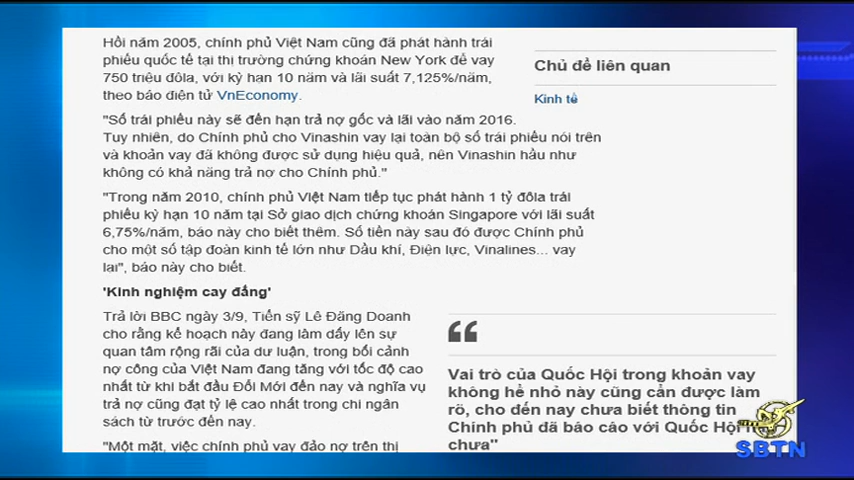 Hồi năm 2005, chính phủ Việt Nam cũng đã phát hành trái
phiếu quốc tế tại thị trường chứng khoán New York để vay
750 triệu đôla, với kỳ hạn 10 năm và lãi suất 7,125%/năm,
theo báo điện tử VnEconomy.
"Số trái phiếu này sẽ đến hạn trả nợ gốc và lãi vào năm 2016.
Tuy nhiên, do Chính phủ cho Vinashin vay lại toàn bộ số trái phiếu nói trên
và khoản vay đã không được sử dụng hiệu quả, nên Vinashin hầu như
không có khả năng trả nợ cho Chính phủ."
"Trong năm 2010, chính phủ Việt Nam tiếp tục phát hành 1 tỷ đôla trái
phiếu kỳ hạn 10 năm tại Sở giao dịch chứng khoán Singapore với lãi suất
6,75%/năm, báo này cho biết thêm. Số tiền này sau đó được Chính phủ
cho một số tập đoàn kinh tế lớn như Dầu khí, Điện lực, Vinalines... vay
lại", báo này cho biết.
'Kinh nghiệm cay đắng'
Trả lời BBC ngày 3/9, Tiến sỹ Lê Đăng Doanh
cho rằng kế hoạch này đang làm dấy lên sự
quan tâm rộng rãi của dư luận, trong bối cảnh
nợ công của Việt Nam đang tăng với tốc độ cao
nhất từ khi bắt đầu Đổi Mới đến nay và nghĩa vụ
trả nợ cũng đạt tỷ lệ cao nhất trong chi ngân
sách từ trước đến nay.
"Một mặt, việc chính phủ vay đảo nợ trên thị
Chủ đề liên quan
Kinh tế
Vai trò của Quốc Hội trong khoản vay
không hề nhỏ này cũng cần được làm
rõ, cho đến nay chưa biết thông tin
Chính phủ đã báo cáo với Quốc Hội
chưa"
SBTN